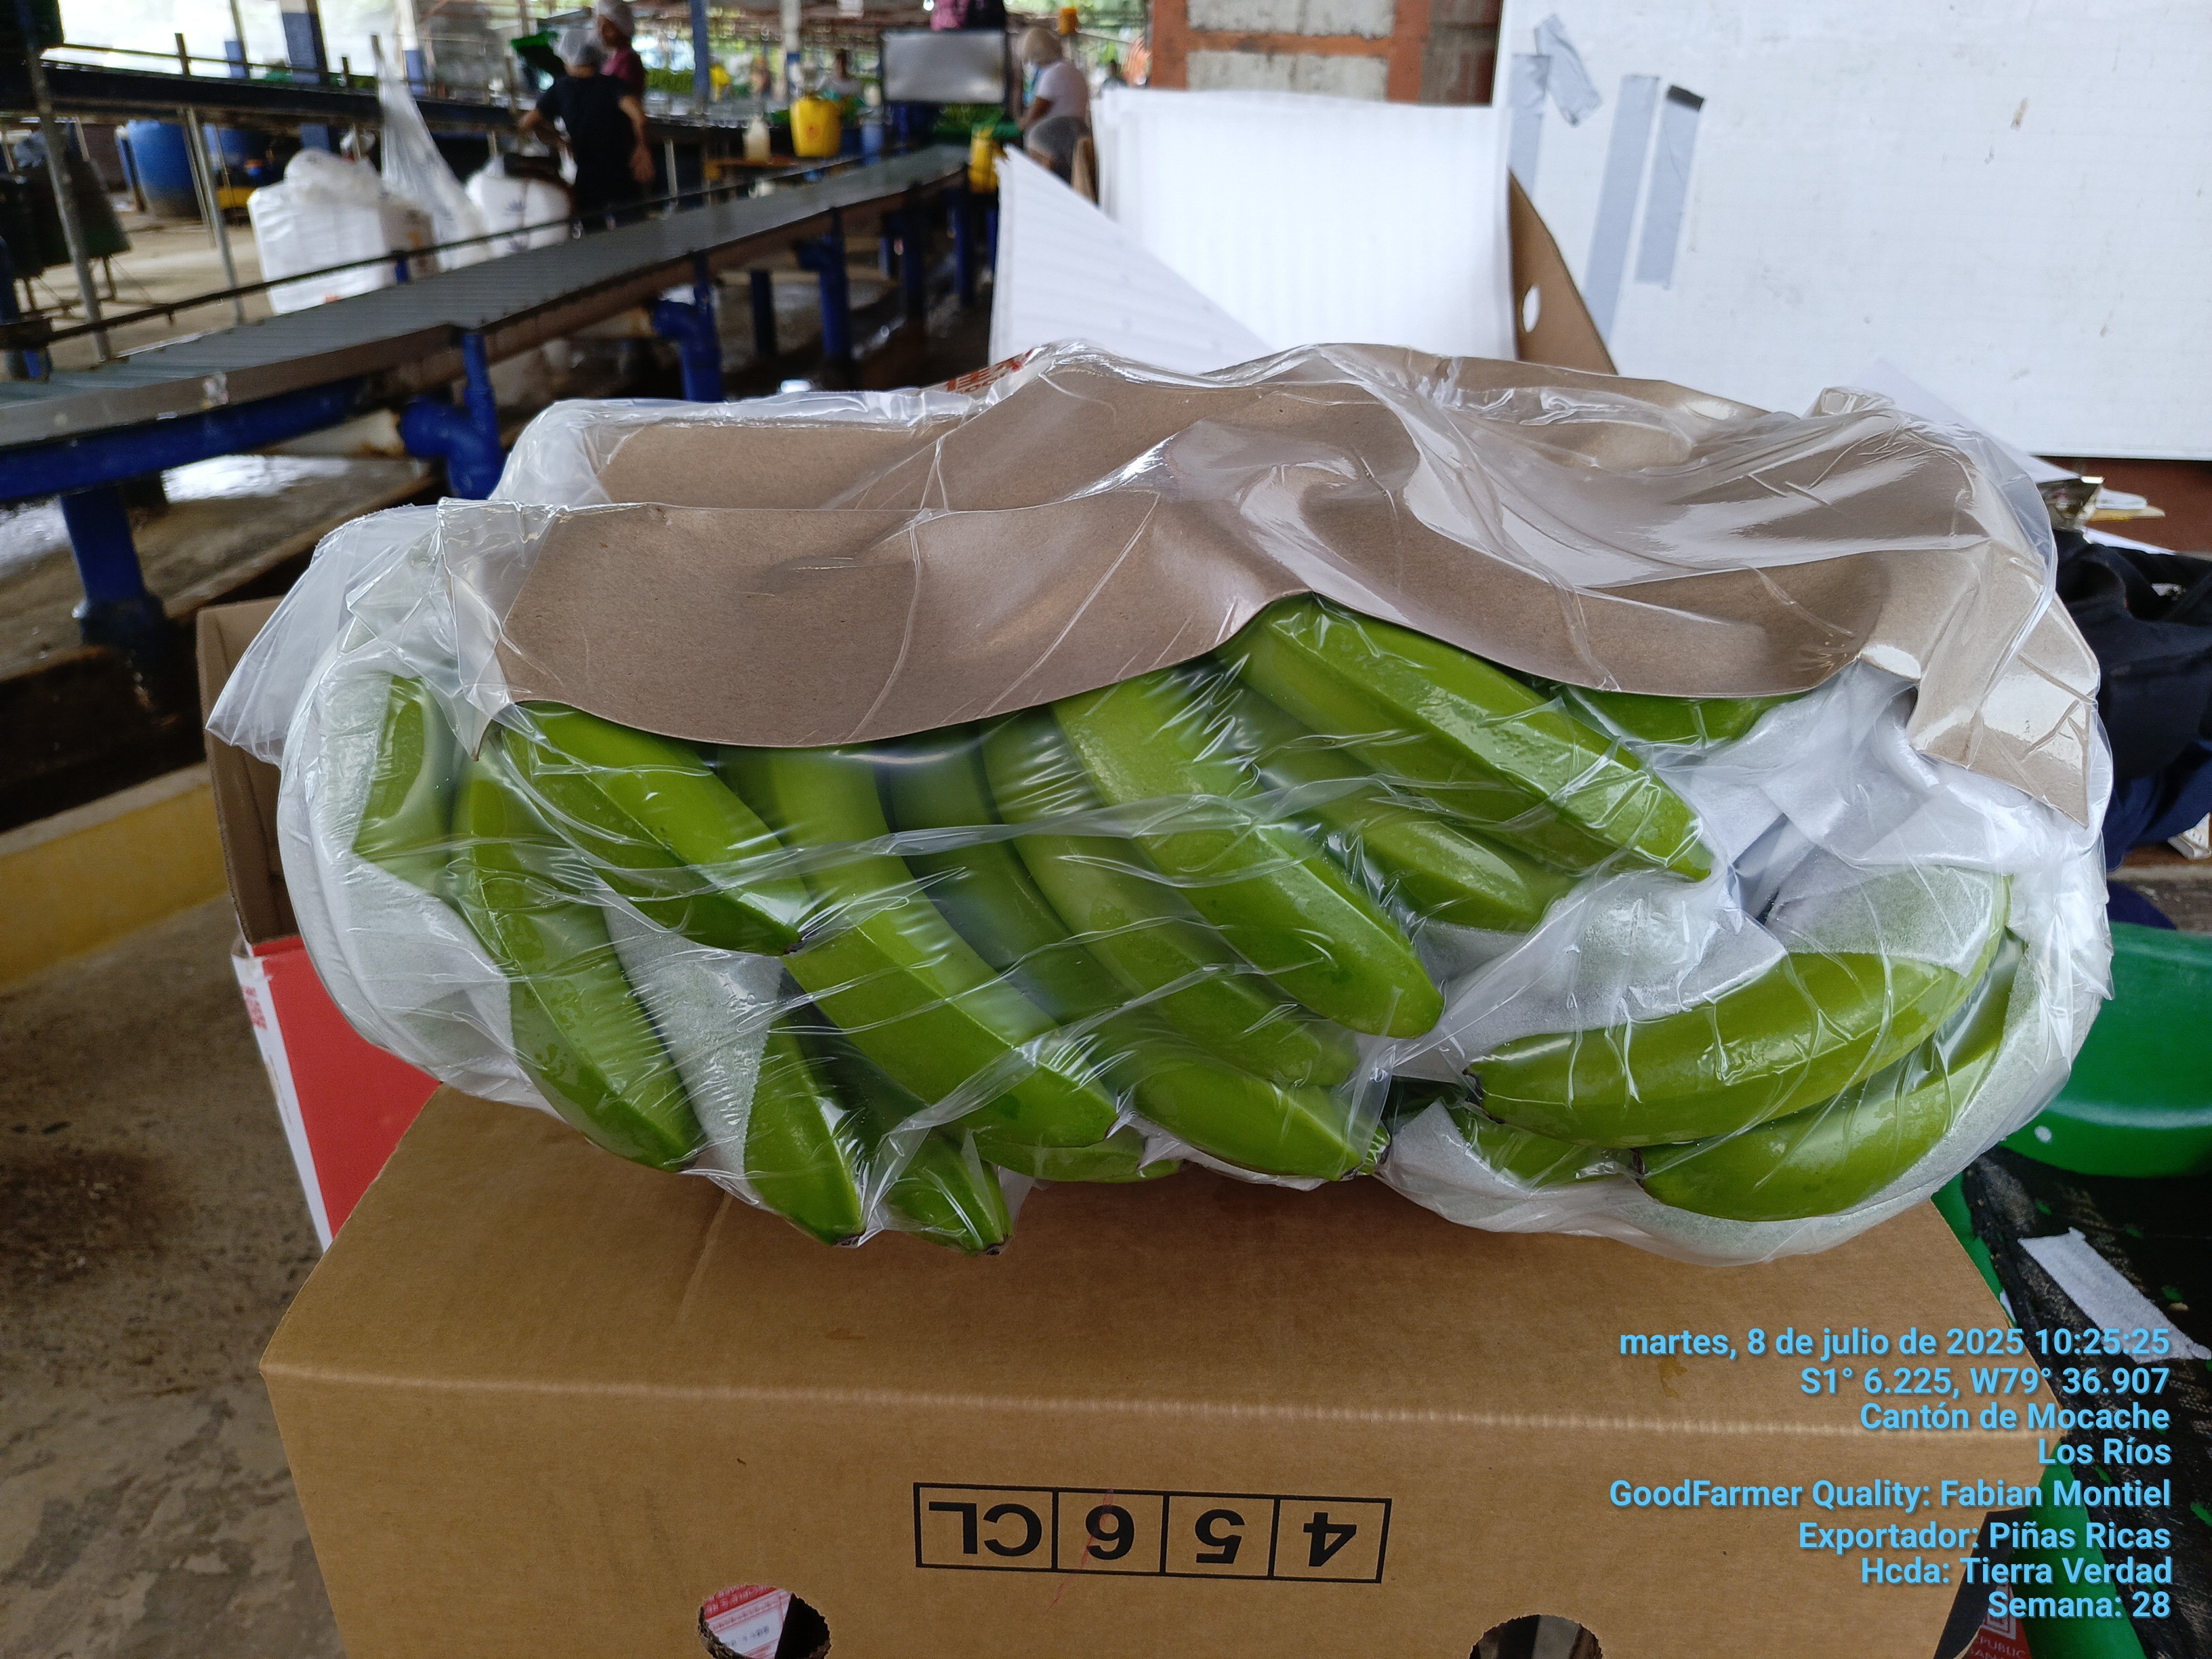 4 5 6 CL
martes, 8 de julio de 2025 10:25:25
S1° 6.225, W79° 36.907
Cantón de Mocache
Los Ríos
GoodFarmer Quality: Fabian Montiel
Exportador: Piñas Ricas
Hcda: Tierra Verdad
Semana: 28